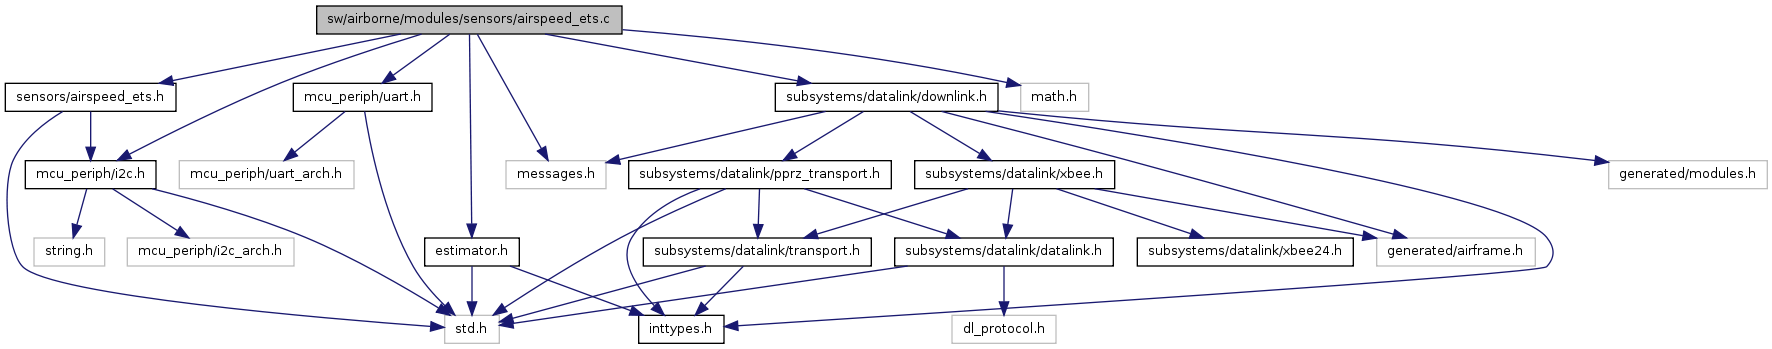 sw/airborne/modules/sensors/airspeed_ets.c
sensors/airspeed_ets.h
mcu_periph/uart.h
subsystems/datalink/downlink.h
math.h
mcu_periph/i2c.h
mcu_periph/uart_arch.h
messages.h
subsystems/datalink/pprz_transport.h
subsystems/datalink/xbee.h
generated/modules.h
string.h
mcu_periph/i2c_arch.h
estimator.h
subsystems/datalink/transport.h
subsystems/datalink/datalink.h
subsystems/datalink/xbee24.h
generated/airframe.h
std.h
inttypes.h
dl_protocol.h